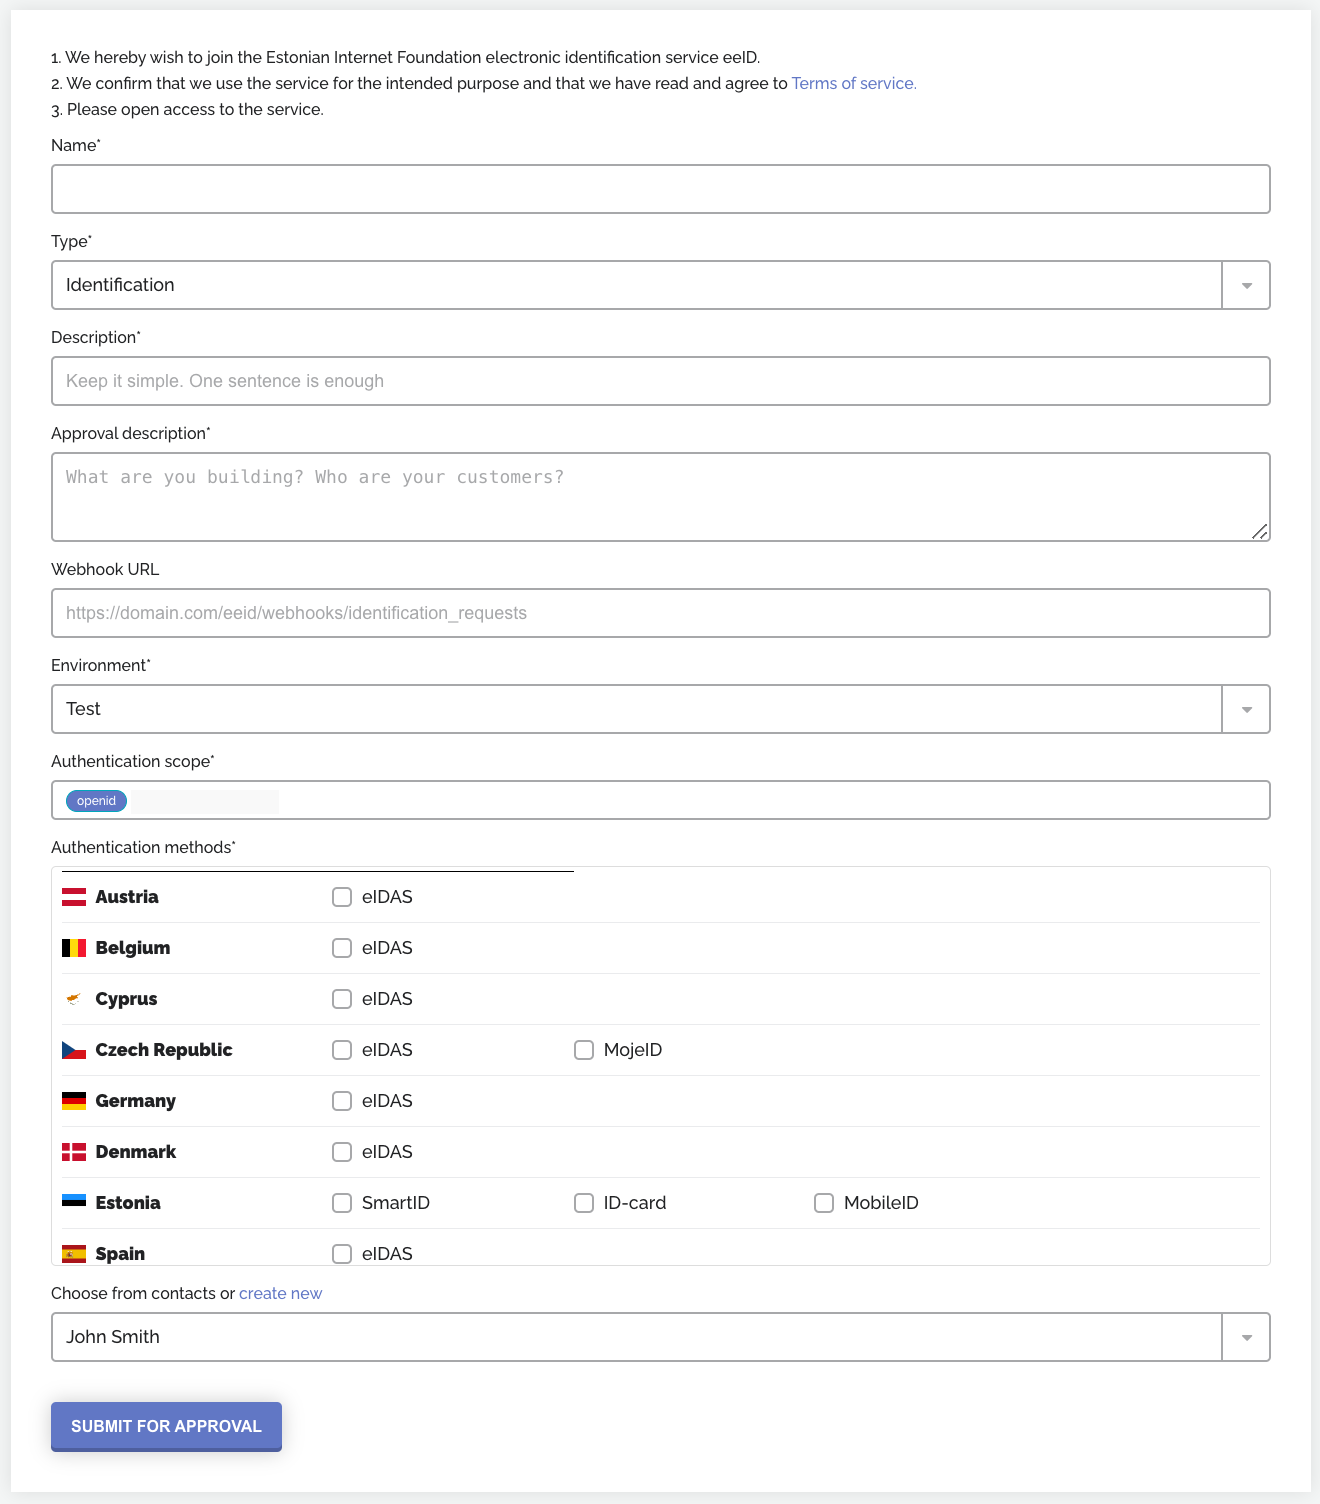 1. We hereby wish to join the Estonian Internet Foundation electronic identification service eeID.
2. We confirm that we use the service for the intended purpose and that we have read and agree to Terms of service.
3. Please open access to the service.
Name*
Type*
Identification
Description*
Keep it simple. One sentence is enough
Approval description*
What are you building? Who are your customers?
Webhook URL
https://domain.com/eeid/webhooks/identification_requests
Environment*
Test
Authentication scope*
openid
Authentication methods*
Austria eIDAS
Belgium eIDAS
Cyprus eIDAS
Czech Republic eIDAS MojeID
Germany eIDAS
Denmark eIDAS
Estonia SmartID ID-card MobileID
Spain eIDAS
Choose from contacts or create new
John Smith
SUBMIT FOR APPROVAL